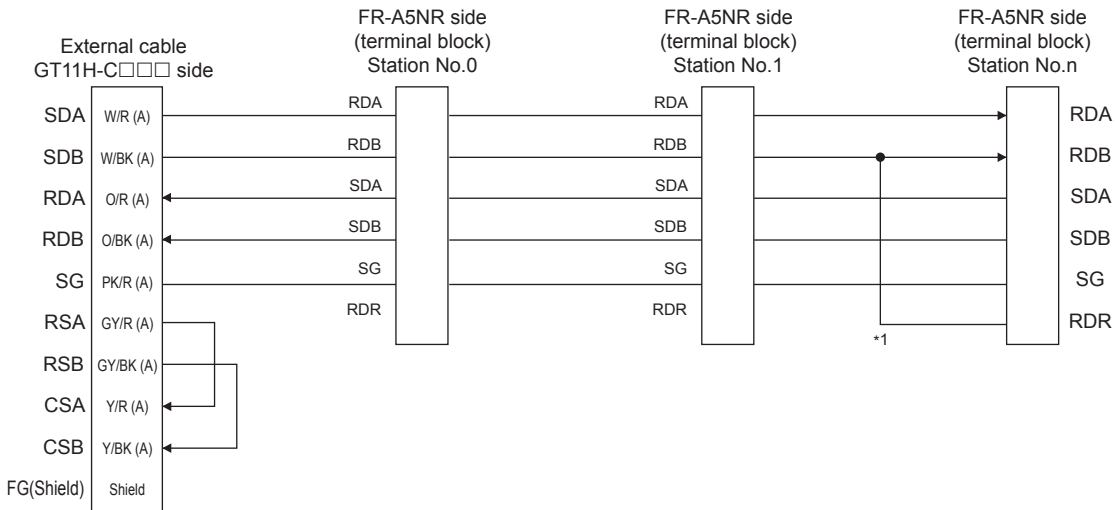 FR-A5NR side
(terminal block)
Station No.0
FR-A5NR side
(terminal block)
Station No.1
FR-A5NR side
(terminal block)
Station No.n
External cable
GT11H-C□□□ side
SDA W/R (A) RDA RDA RDA
SDB W/BK (A) RDB RDB RDB
RDA O/R (A) SDA SDA SDA
RDB O/BK (A) SDB SDB SDB
SG PK/R (A) SG SG SG
RSA GY/R (A) RDR RDR RDR
*1
RSB GY/BK (A)
CSA Y/R (A)
CSB Y/BK (A)
FG(Shield) Shield